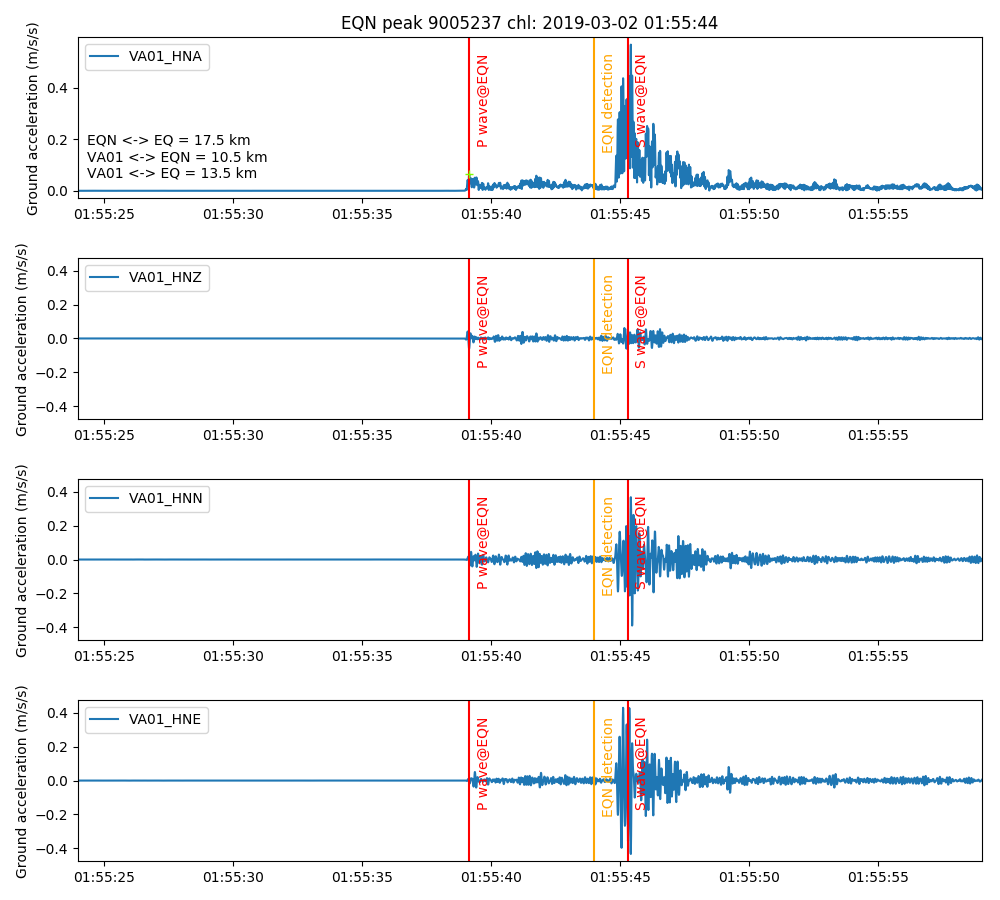 EQN peak 9005237 chl: 2019-03-02 01:55:44
Ground acceleration (m/s/s)
0.4
0.2
0.0
VA01_HNA
EQN <-> EQ = 17.5 km
VA01 <-> EQN = 10.5 km
VA01 <-> EQ = 13.5 km
P wave@EQN
EQN detection
S wave@EQN
01:55:25 01:55:30 01:55:35 01:55:40 01:55:45 01:55:50 01:55:55
Ground acceleration (m/s/s)
0.4
0.2
0.0
−0.2
−0.4
VA01_HNZ
P wave@EQN
EQN detection
S wave@EQN
01:55:25 01:55:30 01:55:35 01:55:40 01:55:45 01:55:50 01:55:55
Ground acceleration (m/s/s)
0.4
0.2
0.0
−0.2
−0.4
VA01_HNN
P wave@EQN
EQN detection
S wave@EQN
01:55:25 01:55:30 01:55:35 01:55:40 01:55:45 01:55:50 01:55:55
Ground acceleration (m/s/s)
0.4
0.2
0.0
−0.2
−0.4
VA01_HNE
P wave@EQN
EQN detection
S wave@EQN
01:55:25 01:55:30 01:55:35 01:55:40 01:55:45 01:55:50 01:55:55